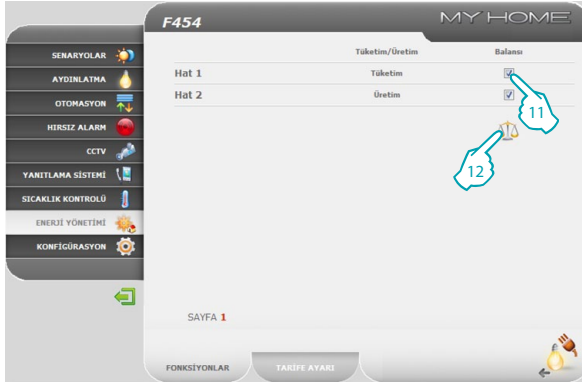 F454
MY HOME
SENARYOLAR
AYDINLATMA
OTOMASYON
HIRSIZ ALARM
CCTV
YANITLAMA SİSTEMİ
SICAKLIK KONTROLÜ
ENERJİ YÖNETİMİ
KONFİGÜRASYON
Tüketim/Üretim Balansı
Hat 1 Tüketim
Hat 2 Üretim
11
12
SAYFA 1
FONKSİYONLAR TARİFE AYARI